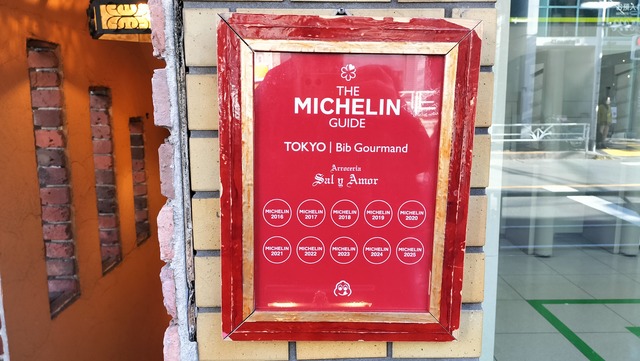 THE
MICHELIN
GUIDE
TOKYO | Bib Gourmand
Arrocería
Sal y Amor
MICHELIN 2016 MICHELIN 2017 MICHELIN 2018 MICHELIN 2019 MICHELIN 2020
MICHELIN 2021 MICHELIN 2022 MICHELIN 2023 MICHELIN 2024 MICHELIN 2025